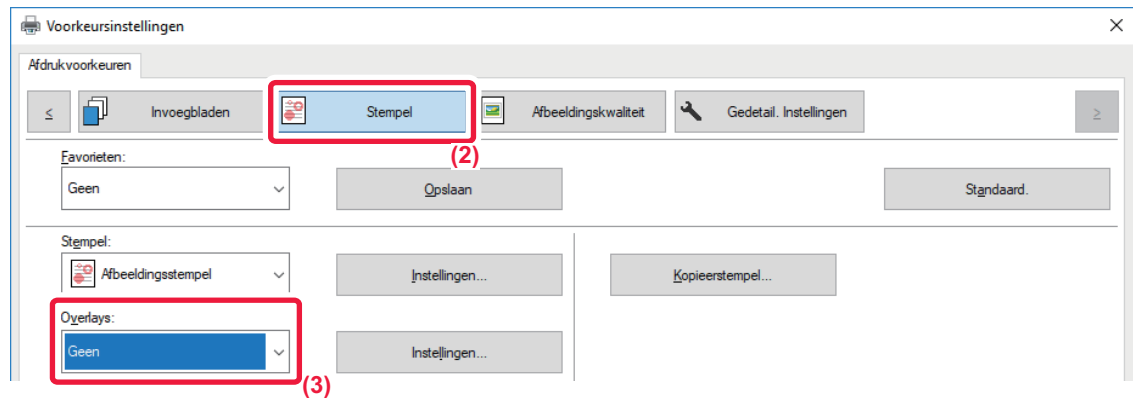 Voorkeursinstellingen
Afdrukvoorkeuren
< Invoegbladen Stempel Afbeeldingskwaliteit Gedetail. Instellingen >
(2)
Favorieten:
Geen Opslaan Standaard.
Stempel:
Afbeeldingsstempel Instellingen... Kopieerstempel...
Overlays:
Geen Instellingen...
(3)